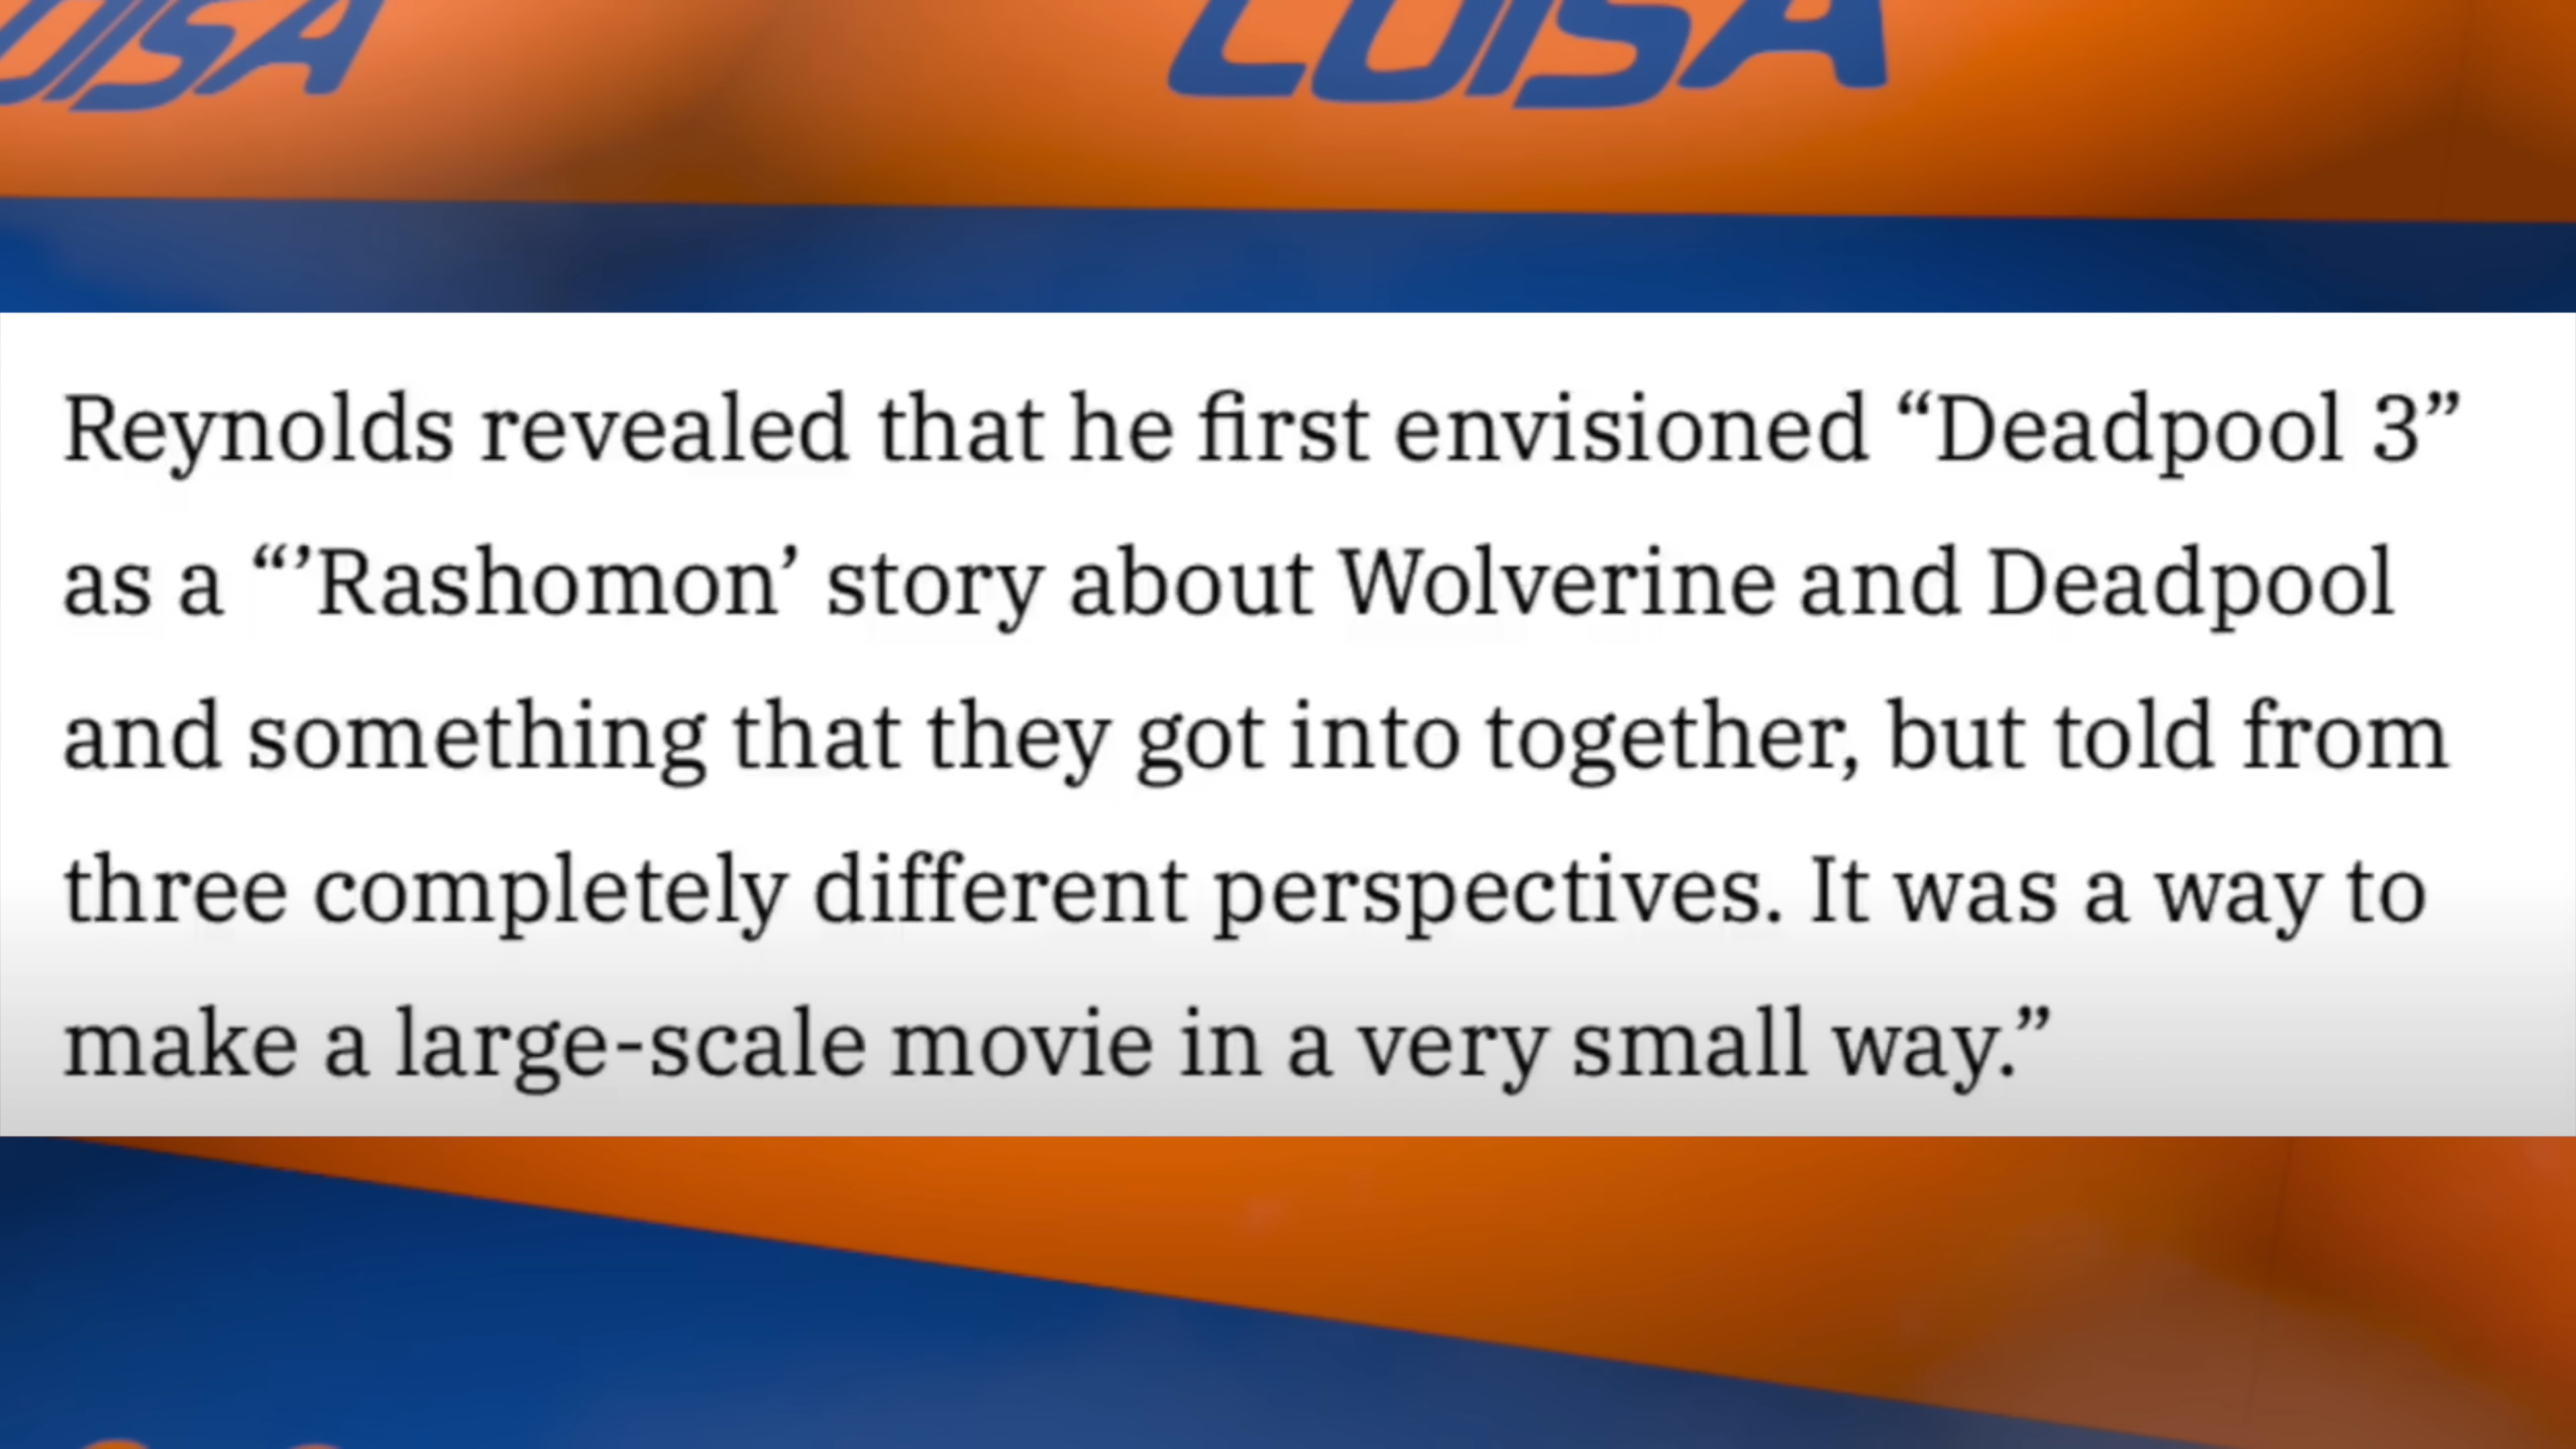 COISA
Reynolds revealed that he first envisioned “Deadpool 3”
as a “’Rashomon’ story about Wolverine and Deadpool
and something that they got into together, but told from
three completely different perspectives. It was a way to
make a large-scale movie in a very small way.”